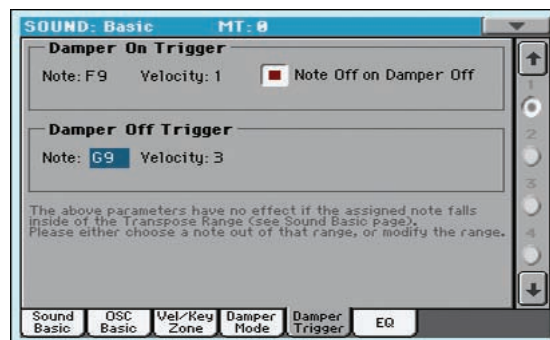 SOUND: Basic MT: 0
Damper On Trigger
Note: F9 Velocity: 1 Note Off on Damper Off
Damper Off Trigger
Note: G9 Velocity: 3
The above parameters have no effect if the assigned note falls
inside of the Transpose Range (see Sound Basic page).
Please either choose a note out of that range, or modify the range.
1
2
3
4
Sound Basic
OSC Basic
Vel/Key Zone
Damper Mode
Damper Trigger
EQ